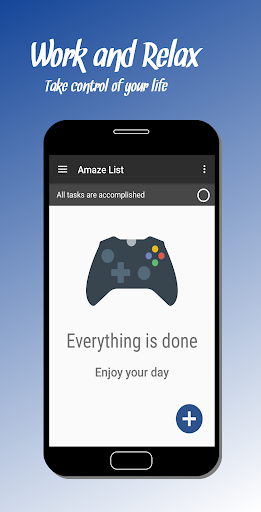 Work and Relax
Take control of your life
Amaze List
All tasks are accomplished
Everything is done
Enjoy your day